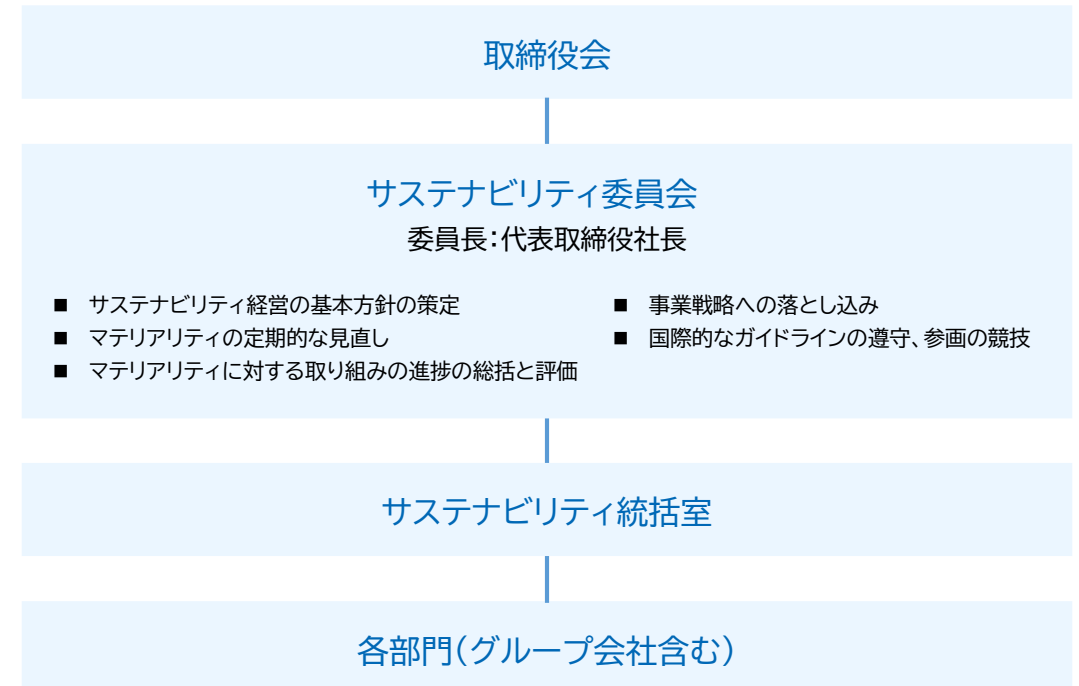 取締役会
サステナビリティ委員会
委員長：代表取締役社長
■ サステナビリティ経営の基本方針の策定
■ マテリアリティの定期的な見直し
■ マテリアリティに対する取り組みの進捗の総括と評価
■ 事業戦略への落とし込み
■ 国際的なガイドラインの遵守、参画の競技
サステナビリティ統括室
各部門（グループ会社含む）